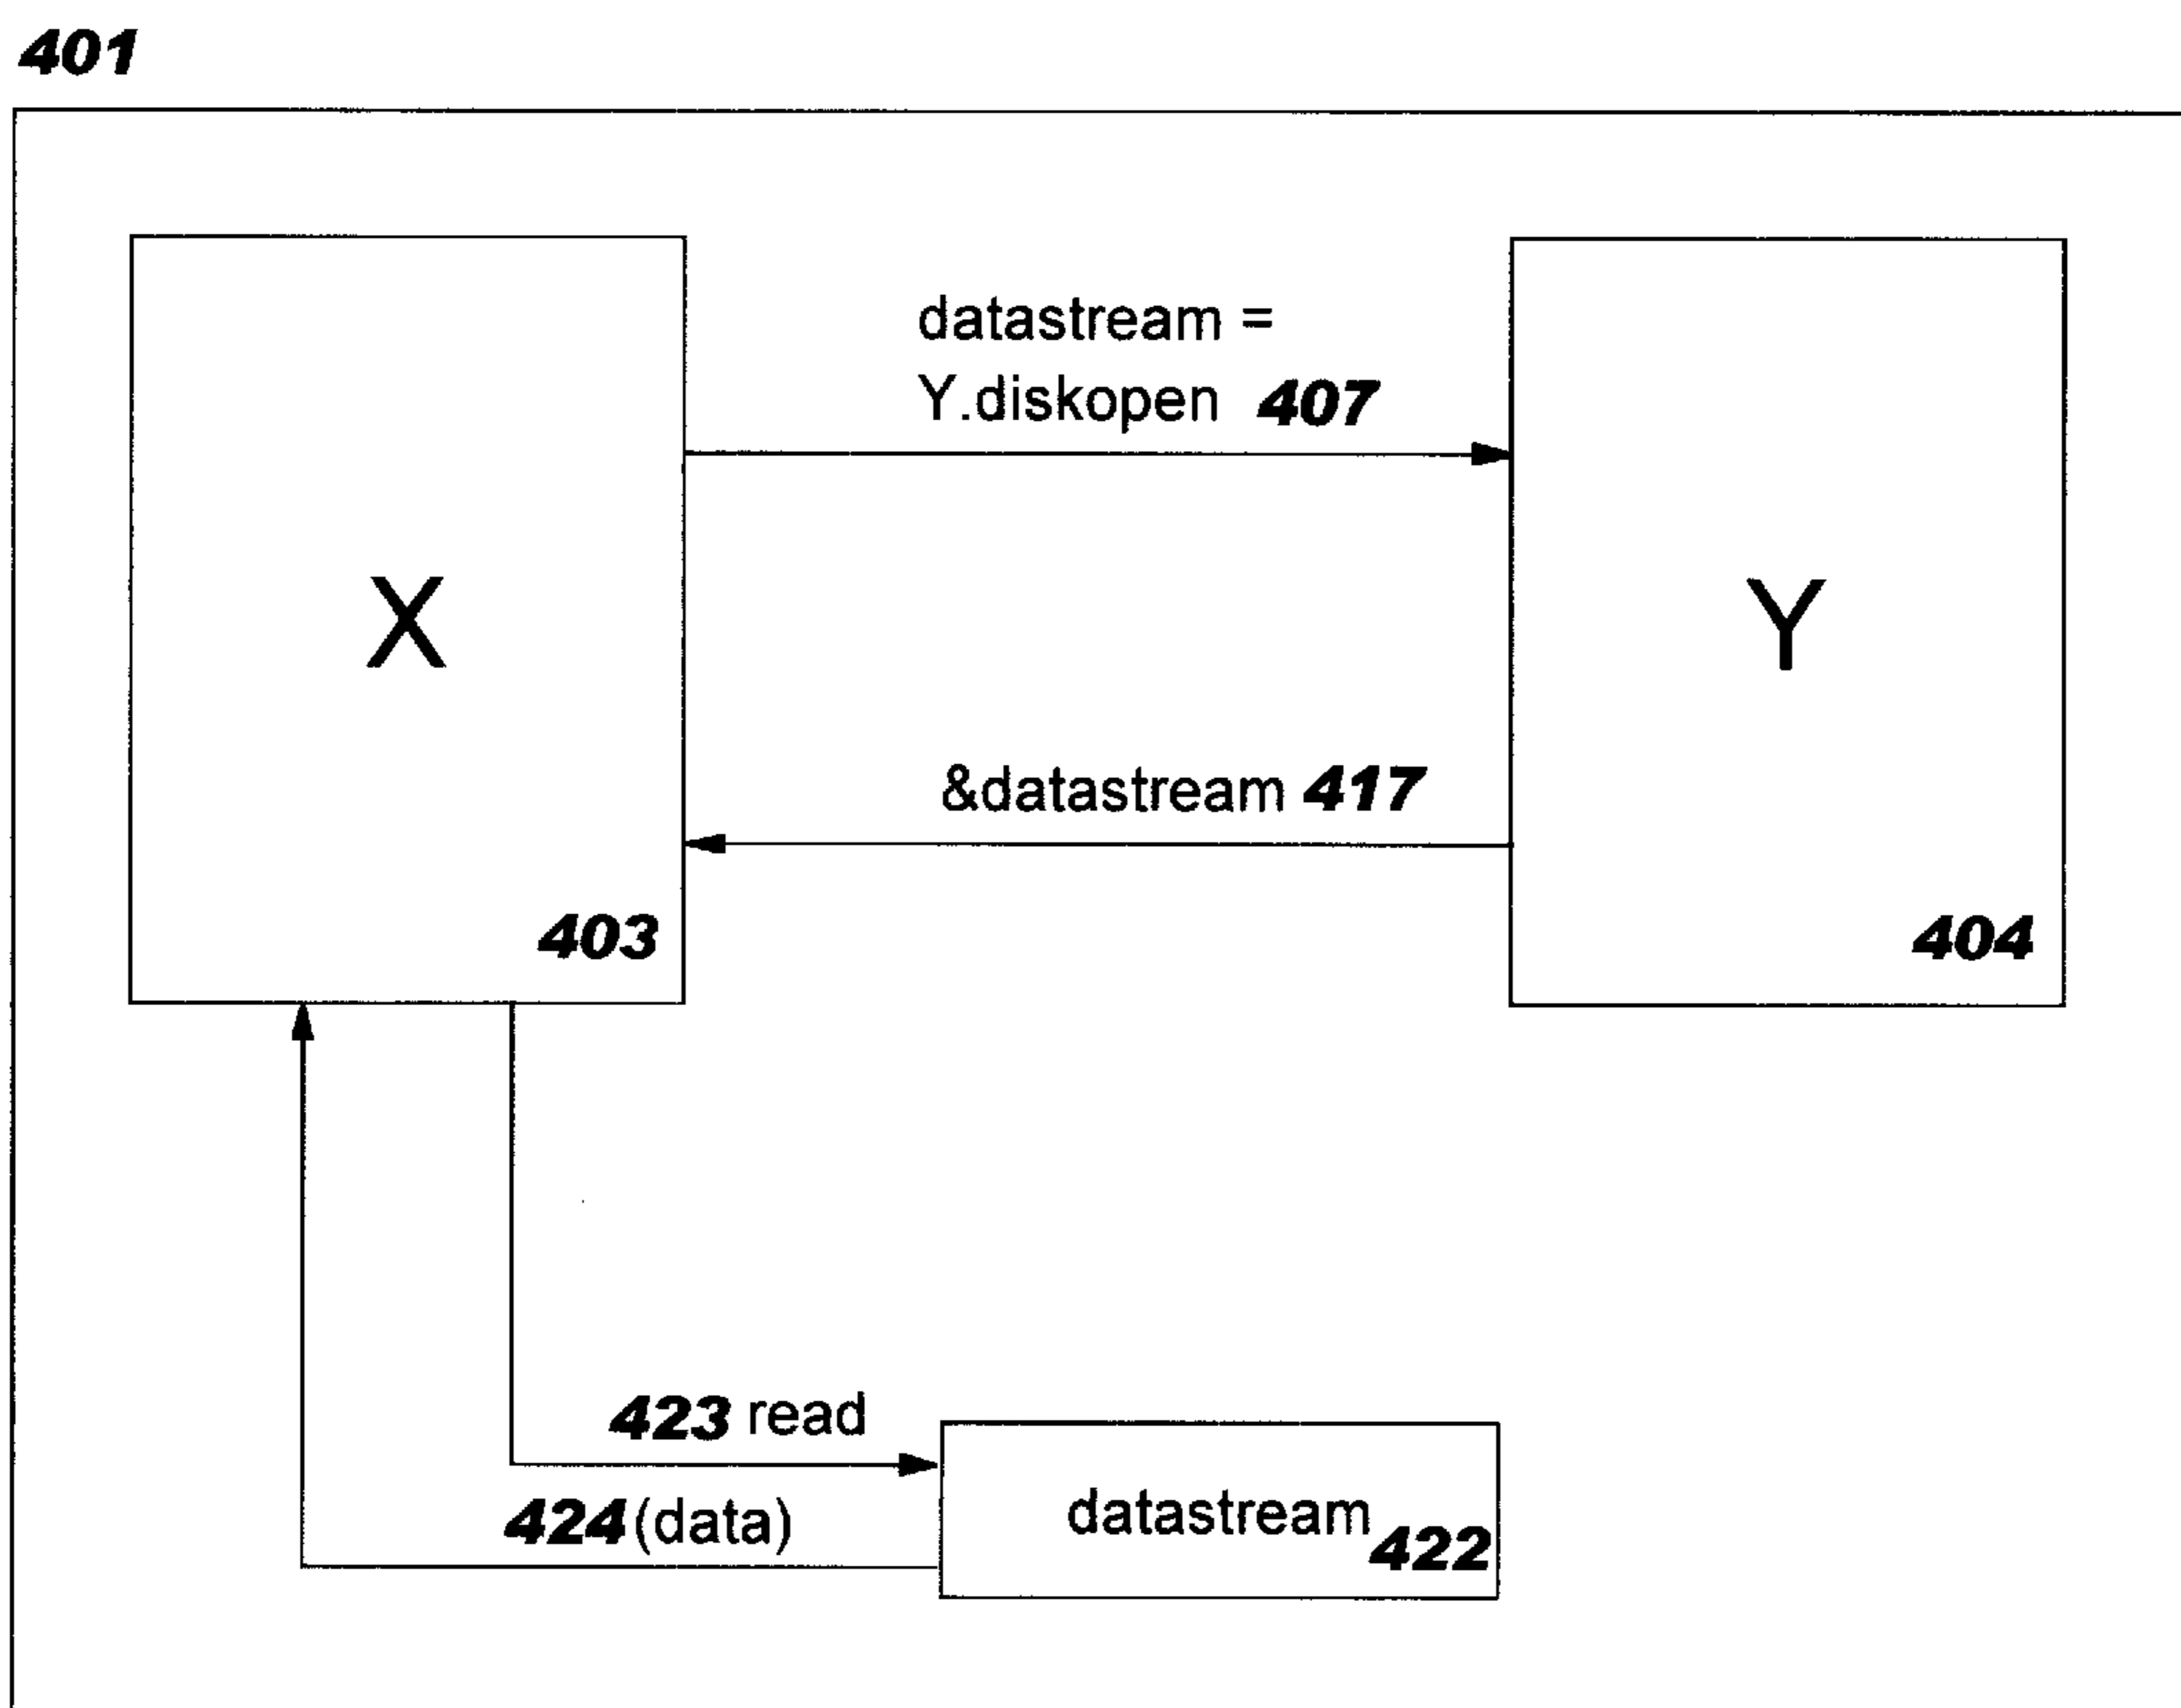 401
datastream =
Y.diskopen 407
X
Y
&datastream 417
403
404
423 read
424(data)
datastream
422